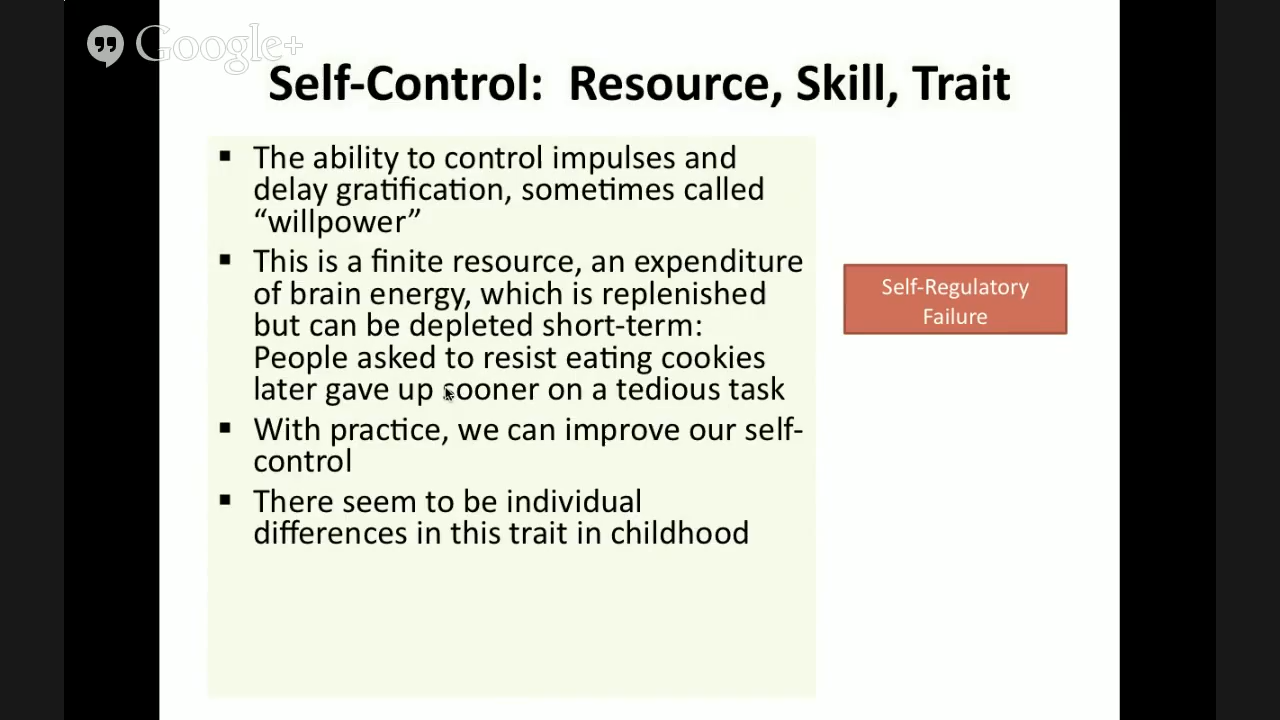 Google+
Self-Control: Resource, Skill, Trait
▪ The ability to control impulses and
delay gratification, sometimes called
“willpower”
▪ This is a finite resource, an expenditure
of brain energy, which is replenished
but can be depleted short-term:
People asked to resist eating cookies
later gave up sooner on a tedious task
▪ With practice, we can improve our self-
control
▪ There seem to be individual
differences in this trait in childhood
Self-Regulatory
Failure